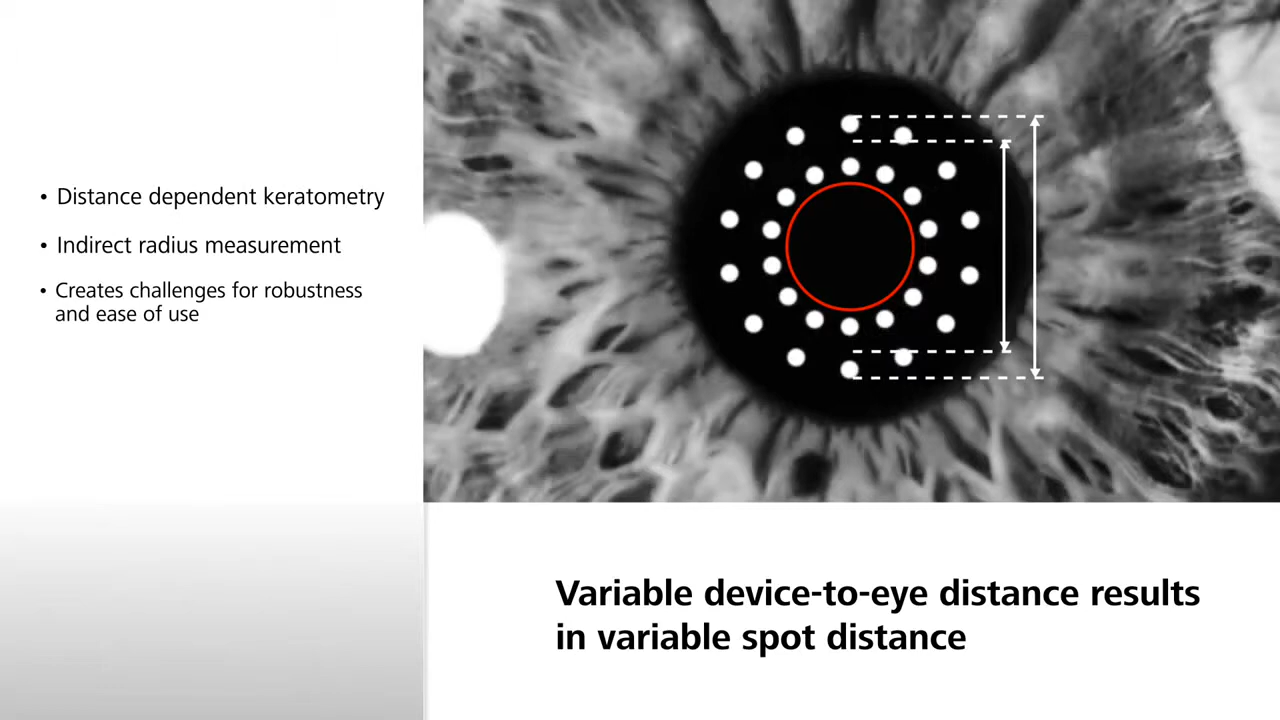 • Distance dependent keratometry
• Indirect radius measurement
• Creates challenges for robustness
and ease of use
Variable device-to-eye distance results
in variable spot distance